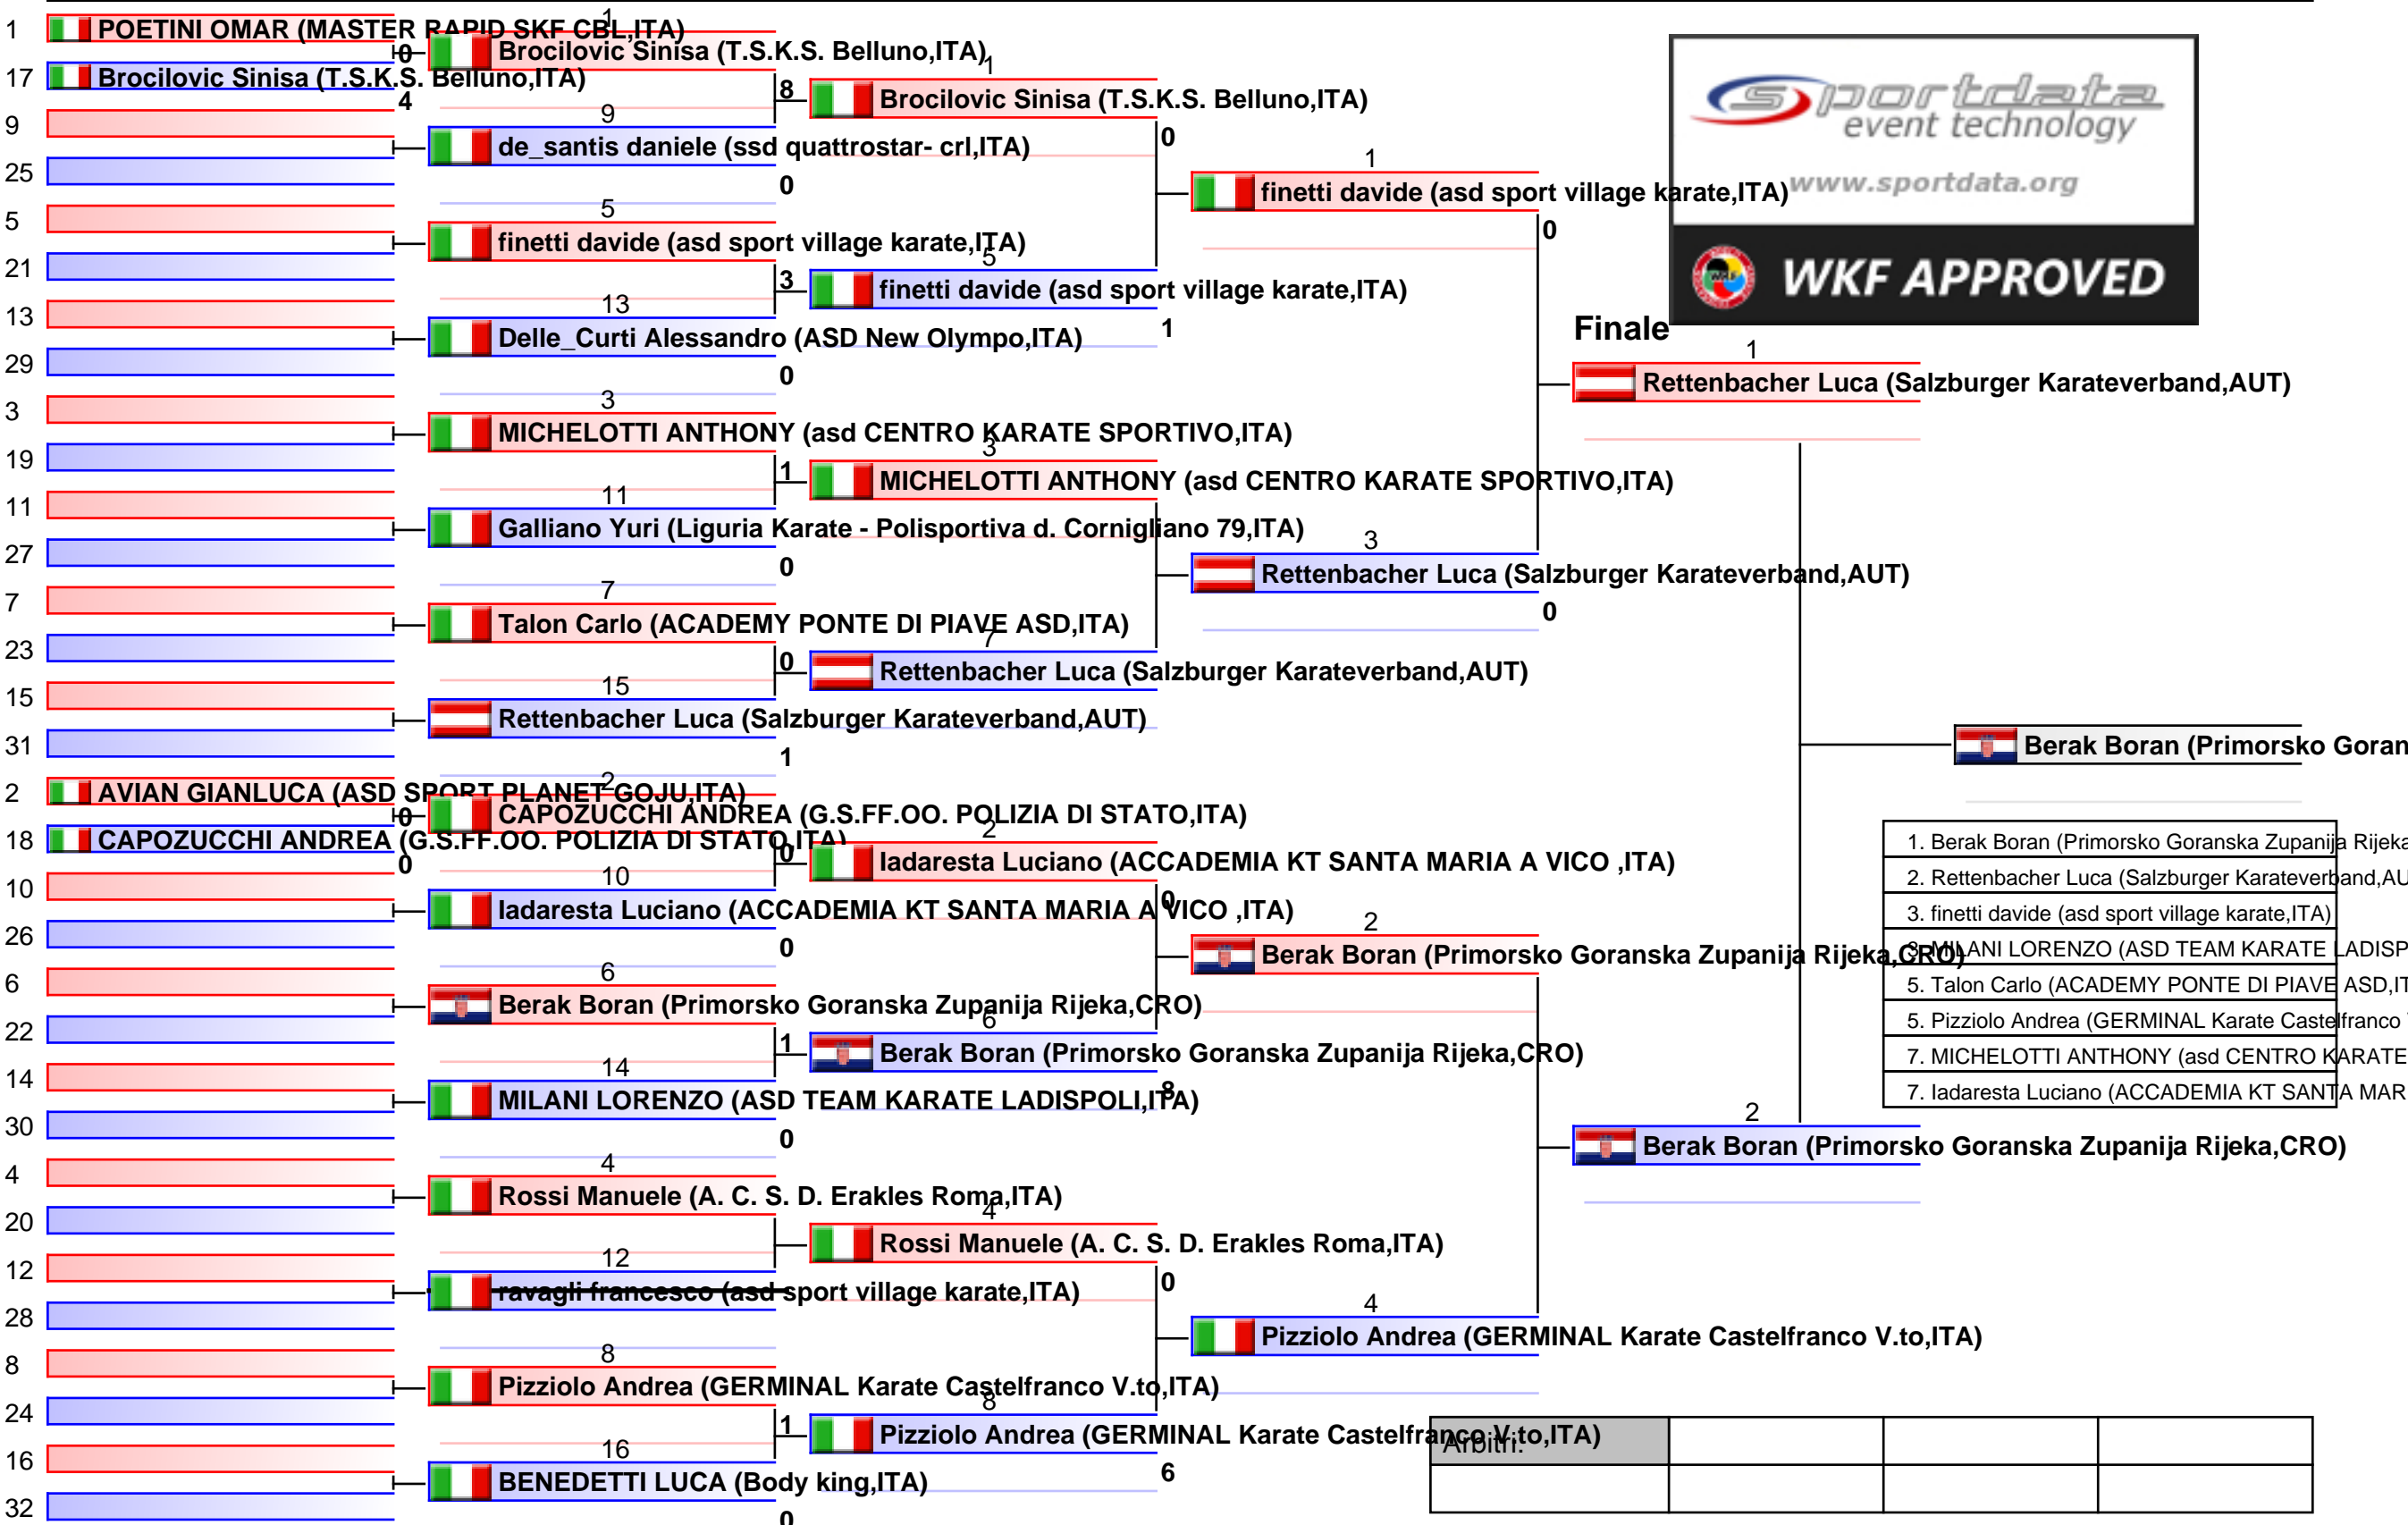 1 POETINI OMAR (MASTER RAPID SKF CBL,ITA)
0
17 Brocilovic Sinisa (T.S.K.S. Belluno,ITA)
4
9
25
5
21
13
29
3
19
11
27
7
23
15
31
2 AVIAN GIANLUCA (ASD SPORT PLANET GOJU,ITA)
0
18 CAPOZUCCHI ANDREA (G.S.FF.OO. POLIZIA DI STATO,ITA)
0
10
26
6
22
14
30
4
20
12
28
8
24
16
32
1
Brocilovic Sinisa (T.S.K.S. Belluno,ITA)
8
9
de_santis daniele (ssd quattrostar- crl,ITA)
0
5
finetti davide (asd sport village karate,ITA)
3
13
Delle_Curti Alessandro (ASD New Olympo,ITA)
0
3
MICHELOTTI ANTHONY (asd CENTRO KARATE SPORTIVO,ITA)
1
11
Galliano Yuri (Liguria Karate - Polisportiva d. Cornigliano 79,ITA)
0
7
Talon Carlo (ACADEMY PONTE DI PIAVE ASD,ITA)
0
15
Rettenbacher Luca (Salzburger Karateverband,AUT)
1
2
CAPOZUCCHI ANDREA (G.S.FF.OO. POLIZIA DI STATO,ITA)
0
10
Iadaresta Luciano (ACCADEMIA KT SANTA MARIA A VICO ,ITA)
0
6
Berak Boran (Primorsko Goranska Zupanija Rijeka,CRO)
1
14
MILANI LORENZO (ASD TEAM KARATE LADISPOLI,ITA)
0
4
Rossi Manuele (A. C. S. D. Erakles Roma,ITA)
12
ravagli francesco (asd sport village karate,ITA)
8
Pizziolo Andrea (GERMINAL Karate Castelfranco V.to,ITA)
1
16
BENEDETTI LUCA (Body king,ITA)
0
1
Brocilovic Sinisa (T.S.K.S. Belluno,ITA)
0
5
finetti davide (asd sport village karate,ITA)
1
3
MICHELOTTI ANTHONY (asd CENTRO KARATE SPORTIVO,ITA)
7
Rettenbacher Luca (Salzburger Karateverband,AUT)
2
Iadaresta Luciano (ACCADEMIA KT SANTA MARIA A VICO ,ITA)
0
6
Berak Boran (Primorsko Goranska Zupanija Rijeka,CRO)
8
4
Rossi Manuele (A. C. S. D. Erakles Roma,ITA)
0
8
Pizziolo Andrea (GERMINAL Karate Castelfranco V.to,ITA)
6
1
finetti davide (asd sport village karate,ITA)
0
3
Rettenbacher Luca (Salzburger Karateverband,AUT)
0
2
Berak Boran (Primorsko Goranska Zupanija Rijeka,CRO)
4
Pizziolo Andrea (GERMINAL Karate Castelfranco V.to,ITA)
sportdata
event technology
www.sportdata.org
WKF APPROVED
Finale
1
Rettenbacher Luca (Salzburger Karateverband,AUT)
2
Berak Boran (Primorsko Goranska Zupanija Rijeka,CRO)
Berak Boran (Primorsko Goran
1. Berak Boran (Primorsko Goranska Zupanija Rijeka
2. Rettenbacher Luca (Salzburger Karateverband,AU
3. finetti davide (asd sport village karate,ITA)
3. MILANI LORENZO (ASD TEAM KARATE LADISP
5. Talon Carlo (ACADEMY PONTE DI PIAVE ASD,IT
5. Pizziolo Andrea (GERMINAL Karate Castelfranco
7. MICHELOTTI ANTHONY (asd CENTRO KARATE
7. Iadaresta Luciano (ACCADEMIA KT SANTA MAR
Arbitri: